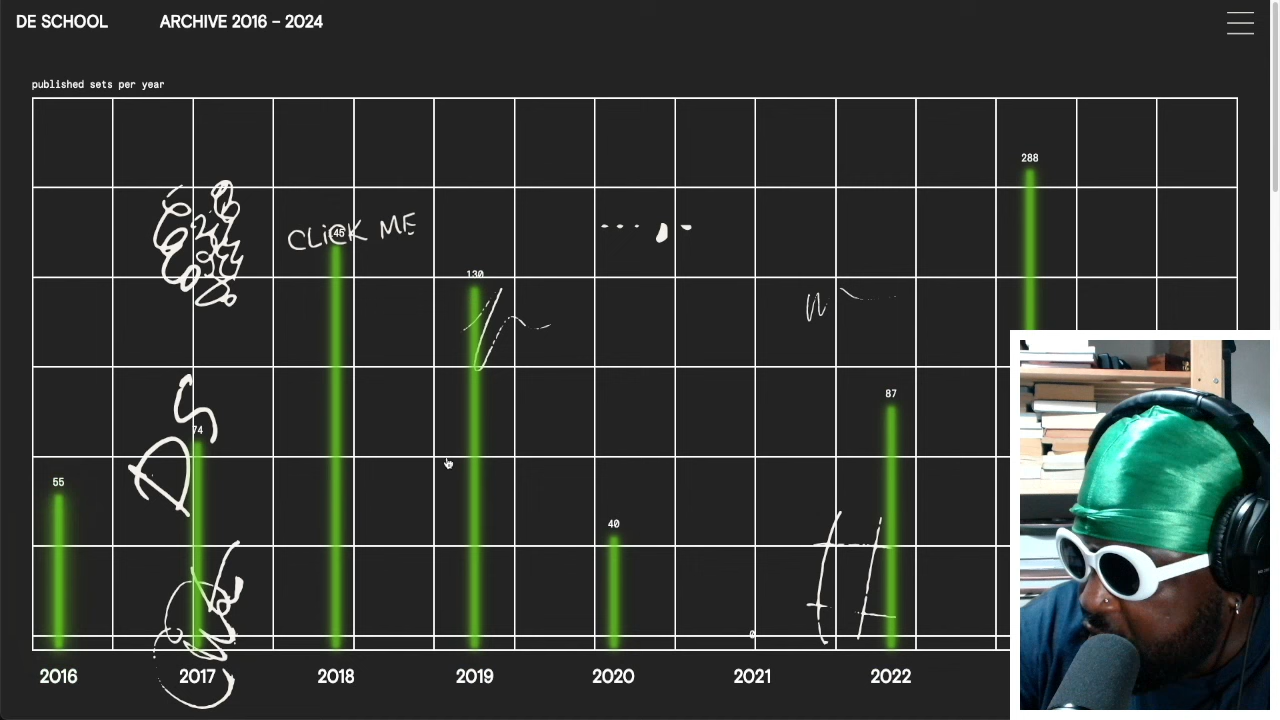 DE SCHOOL ARCHIVE 2016 – 2024
published sets per year
288
CLiCK ME
130
87
D S
74
55
40
0
2016 2017 2018 2019 2020 2021 2022